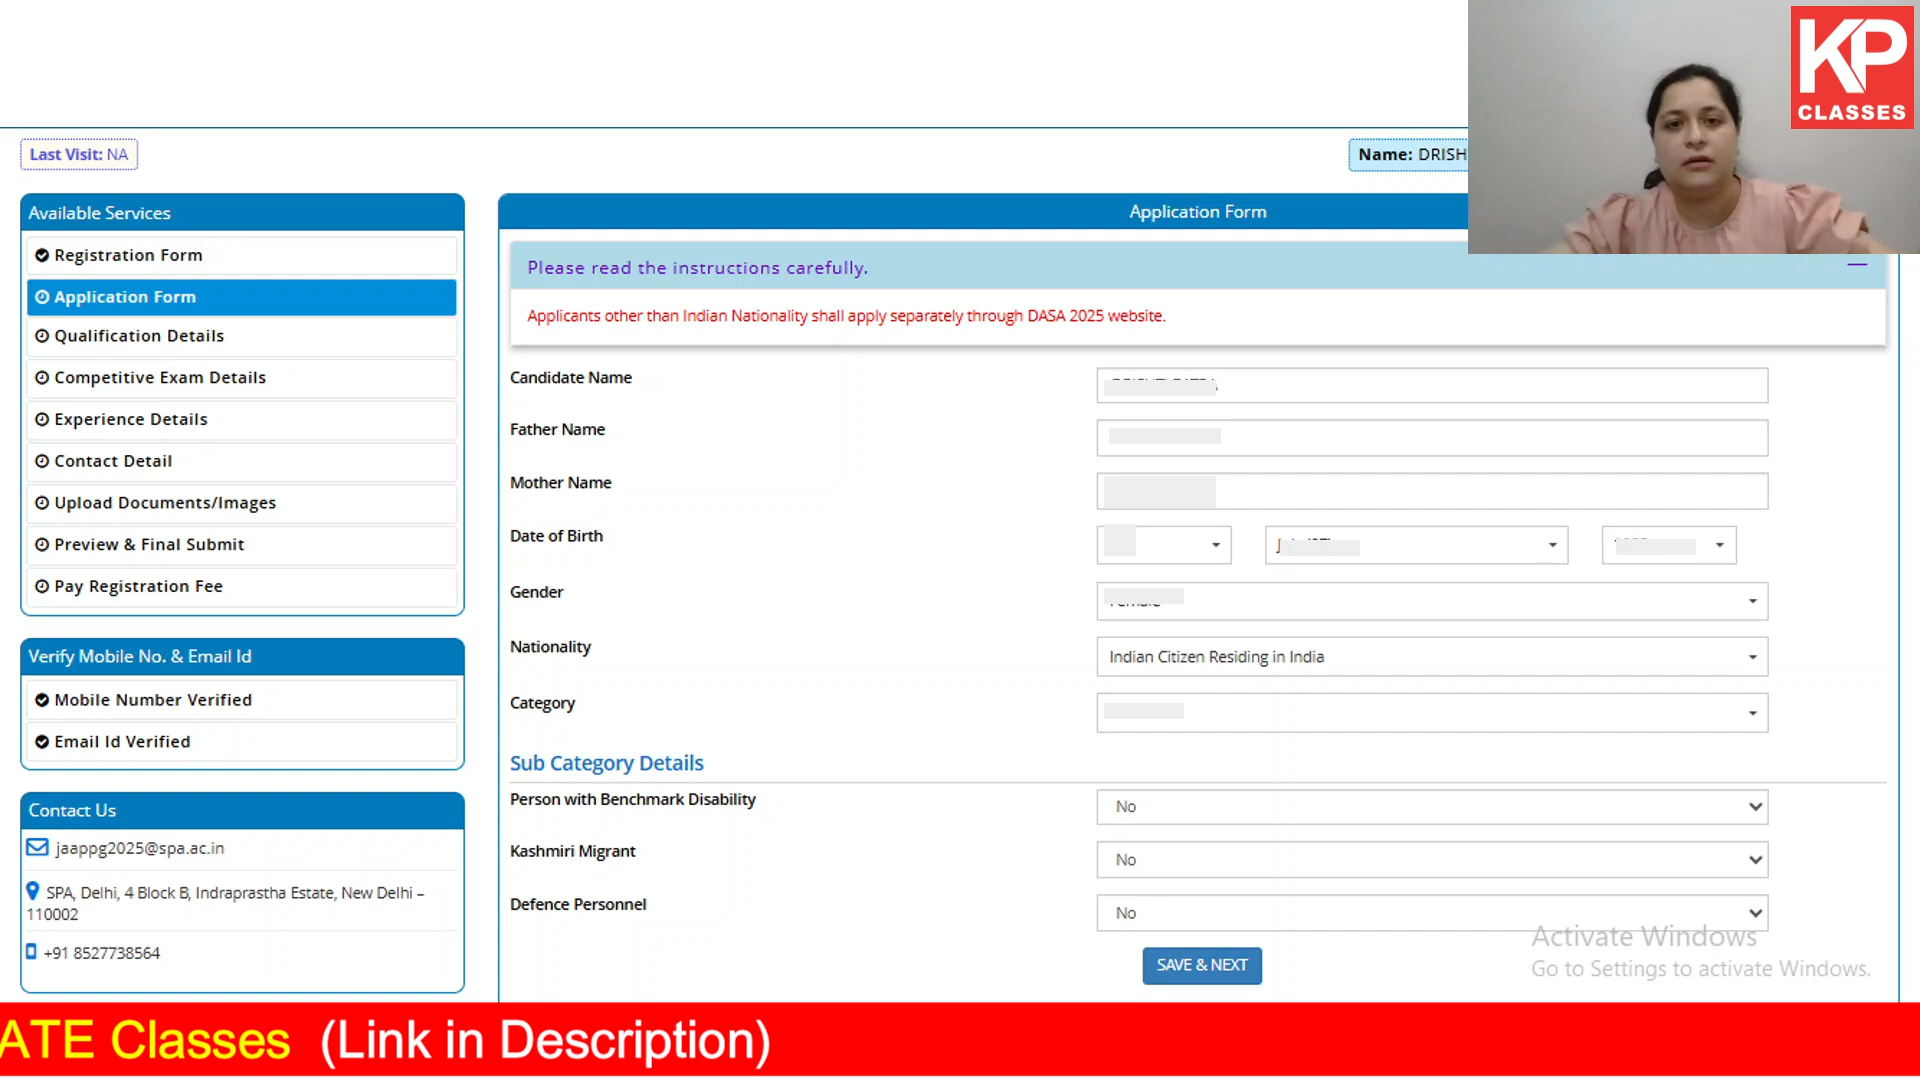 KP
CLASSES
Last Visit: NA
Name: DRISH
Available Services
Registration Form
Application Form
Qualification Details
Competitive Exam Details
Experience Details
Contact Detail
Upload Documents/Images
Preview & Final Submit
Pay Registration Fee
Verify Mobile No. & Email Id
Mobile Number Verified
Email Id Verified
Contact Us
jaappg2025@spa.ac.in
SPA, Delhi, 4 Block B, Indraprastha Estate, New Delhi –
110002
+91 8527738564
Application Form
Please read the instructions carefully.
Applicants other than Indian Nationality shall apply separately through DASA 2025 website.
Candidate Name
Father Name
Mother Name
Date of Birth
Gender
Nationality
Indian Citizen Residing in India
Category
Sub Category Details
Person with Benchmark Disability
No
Kashmiri Migrant
No
Defence Personnel
No
SAVE & NEXT
Activate Windows
Go to Settings to activate Windows.
ATE Classes (Link in Description)